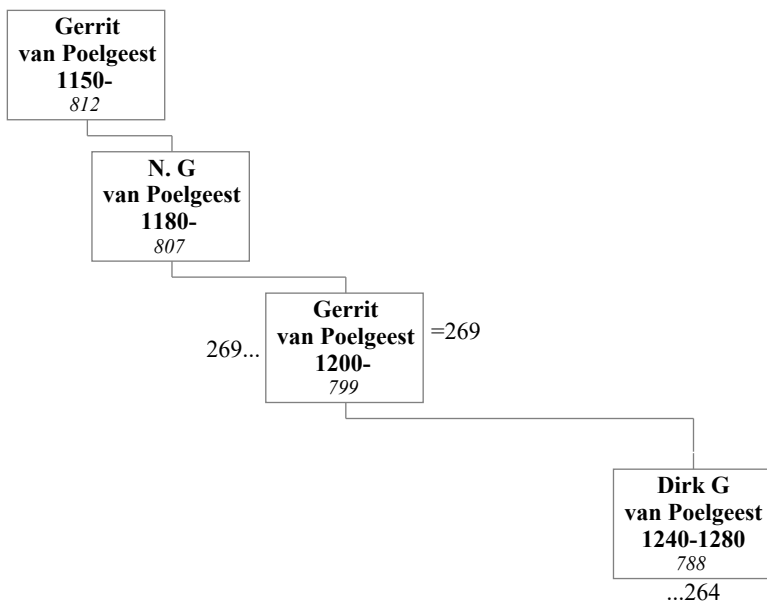 Gerrit
van Poelgeest
1150-
812
N. G
van Poelgeest
1180-
807
Gerrit
van Poelgeest
1200-
799
269...
=269
Dirk G
van Poelgeest
1240-1280
788
...264